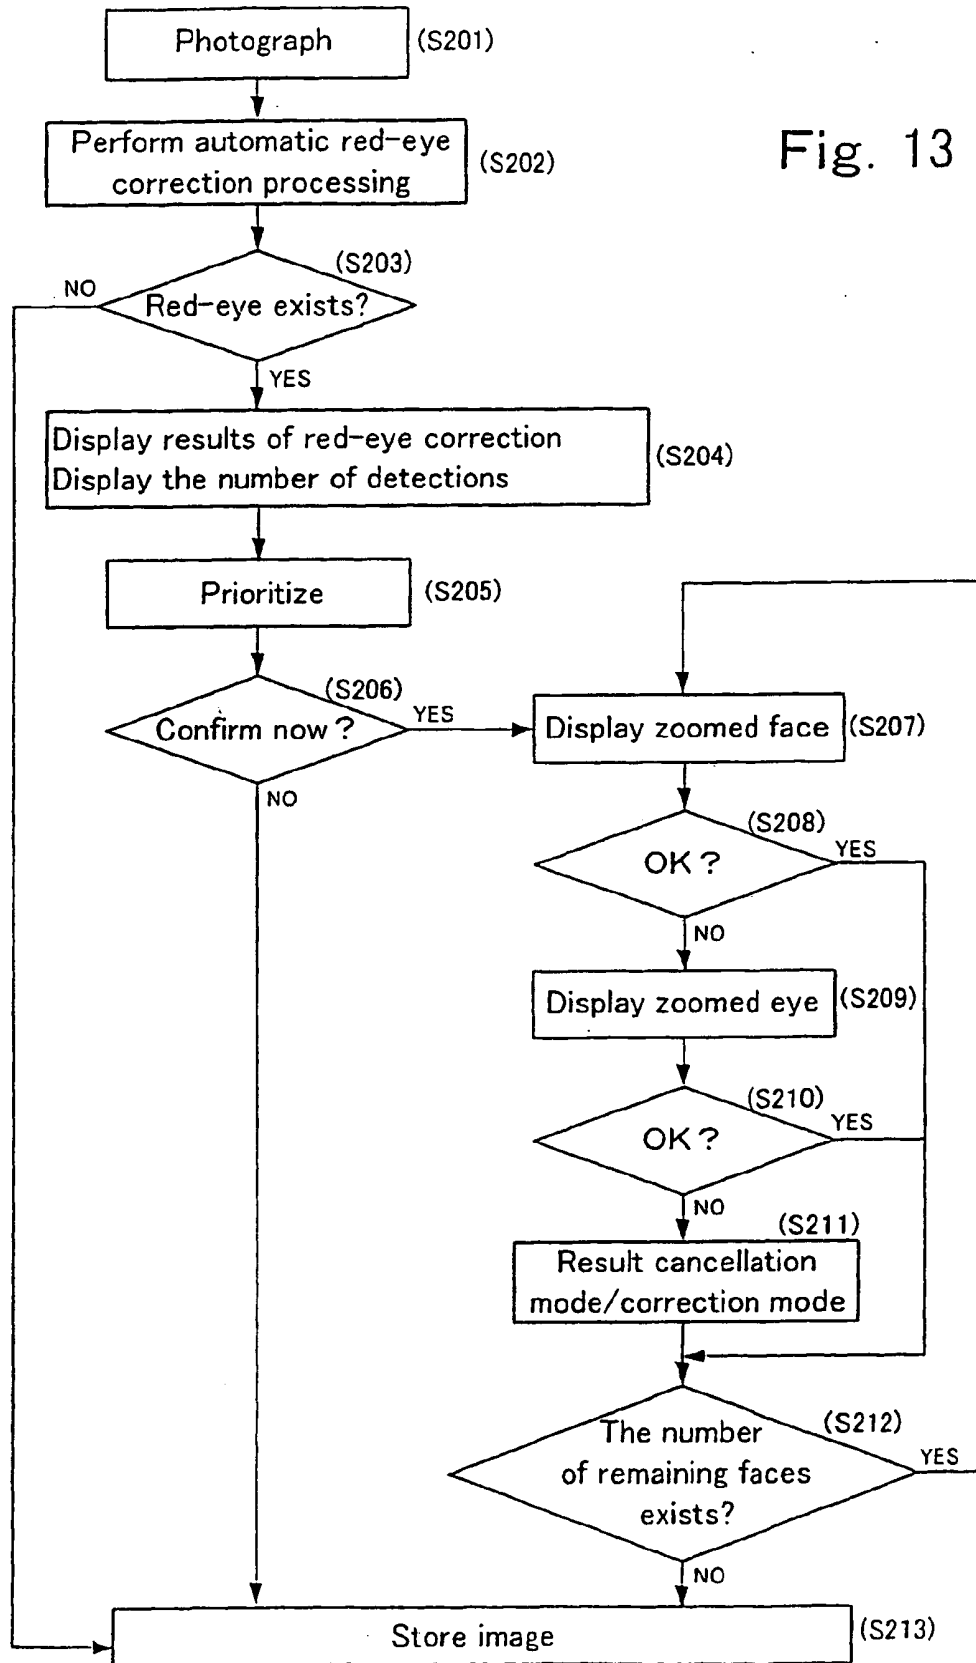 Photograph (S201)
Fig. 13
Perform automatic red-eye
correction processing
(S202)
(S203)
NO
Red-eye exists?
YES
Display results of red-eye correction
Display the number of detections
(S204)
Prioritize (S205)
(S206)
Confirm now?
YES
NO
Display zoomed face (S207)
(S208)
OK?
YES
NO
Display zoomed eye (S209)
(S210)
OK?
YES
NO
(S211)
Result cancellation
mode/correction mode
(S212)
The number
of remaining faces
exists?
YES
NO
Store image (S213)